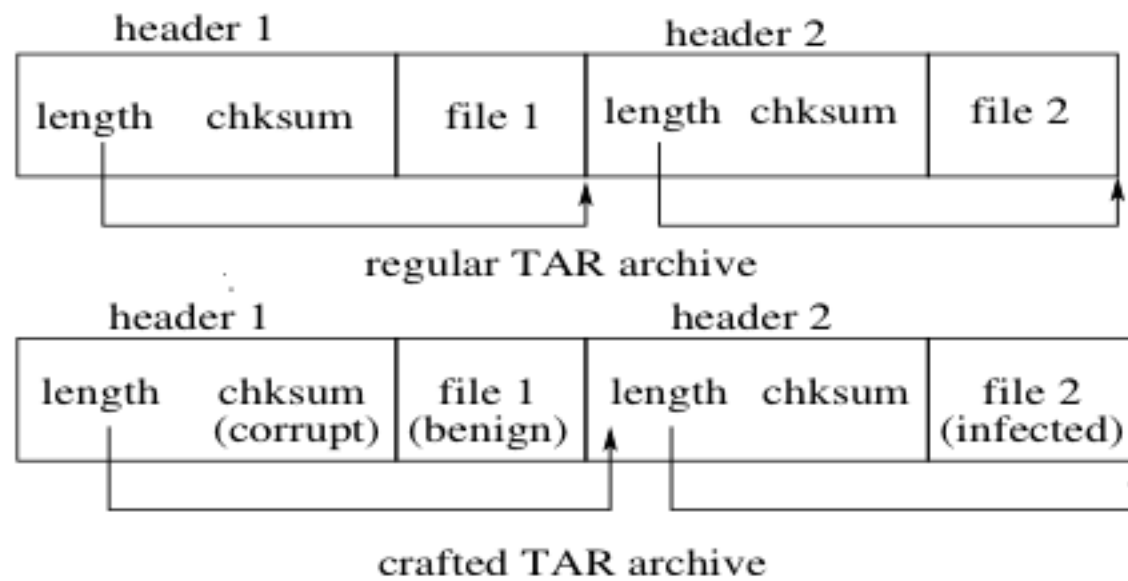 header 1 header 2
length chksum file 1 length chksum file 2
regular TAR archive
header 1 header 2
length chksum file 1 length chksum file 2
(corrupt) (benign) (infected)
crafted TAR archive